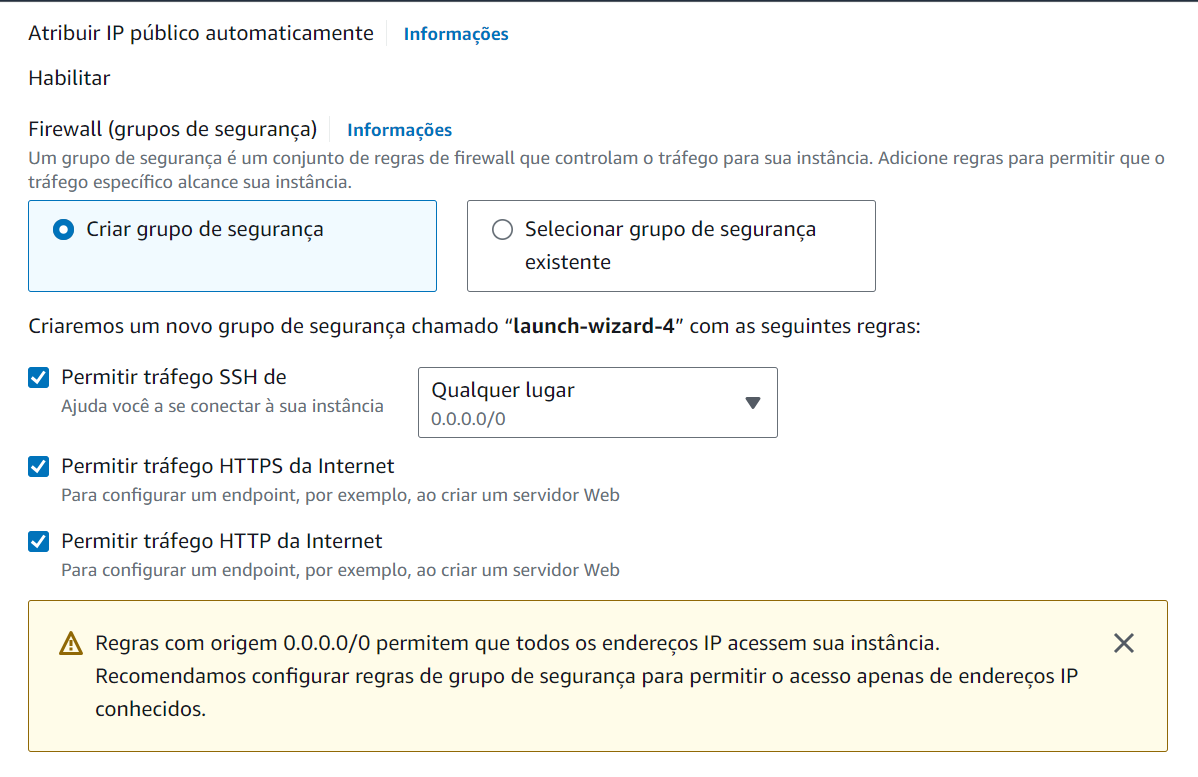 Atribuir IP público automaticamente Informações
Habilitar
Firewall (grupos de segurança) Informações
Um grupo de segurança é um conjunto de regras de firewall que controlam o tráfego para sua instância. Adicione regras para permitir que o
tráfego específico alcance sua instância.
Criar grupo de segurança
Selecionar grupo de segurança
existente
Criaremos um novo grupo de segurança chamado “launch-wizard-4” com as seguintes regras:
Permitir tráfego SSH de
Ajuda você a se conectar à sua instância
Qualquer lugar
0.0.0.0/0
Permitir tráfego HTTPS da Internet
Para configurar um endpoint, por exemplo, ao criar um servidor Web
Permitir tráfego HTTP da Internet
Para configurar um endpoint, por exemplo, ao criar um servidor Web
Regras com origem 0.0.0.0/0 permitem que todos os endereços IP acessem sua instância.
Recomendamos configurar regras de grupo de segurança para permitir o acesso apenas de endereços IP
conhecidos.